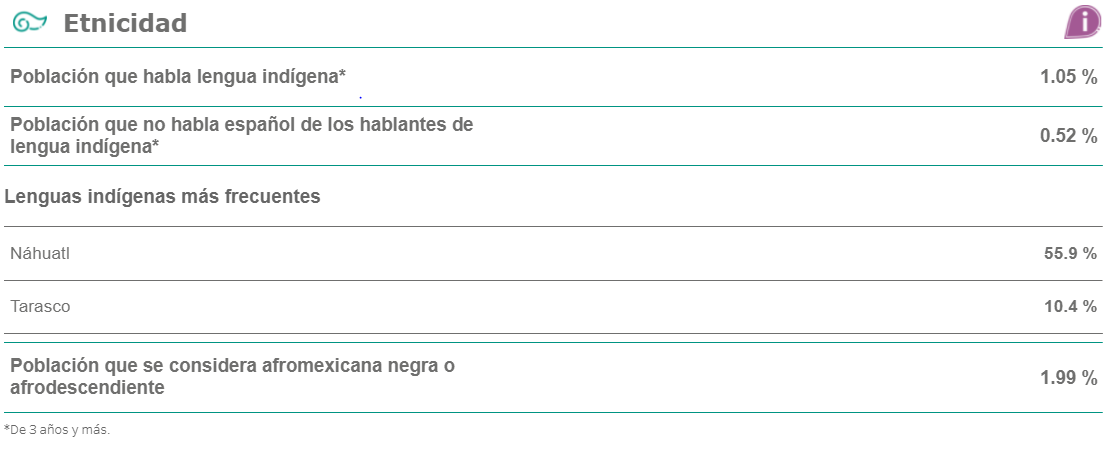 Etnicidad
i
Población que habla lengua indígena* 1.05 %
Población que no habla español de los hablantes de
lengua indígena* 0.52 %
Lenguas indígenas más frecuentes
Náhuatl 55.9 %
Tarasco 10.4 %
Población que se considera afromexicana negra o
afrodescendiente 1.99 %
*De 3 años y más.